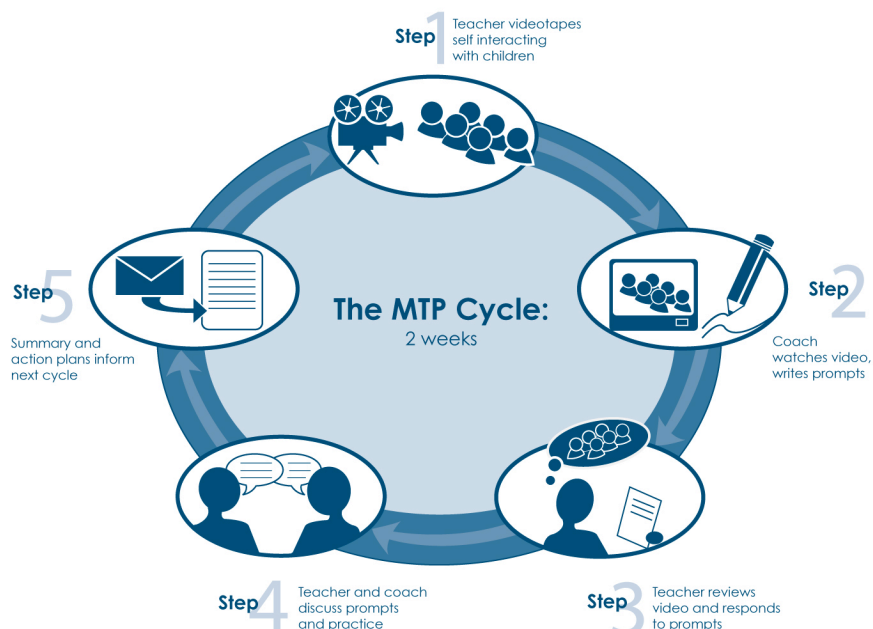 Step 1
Teacher videotapes
self interacting
with children
Step 2
Coach
watches video,
writes prompts
Step 3
Teacher reviews
video and responds
to prompts
Step 4
Teacher and coach
discuss prompts
and practice
Step 5
Summary and
action plans inform
next cycle
The MTP Cycle:
2 weeks